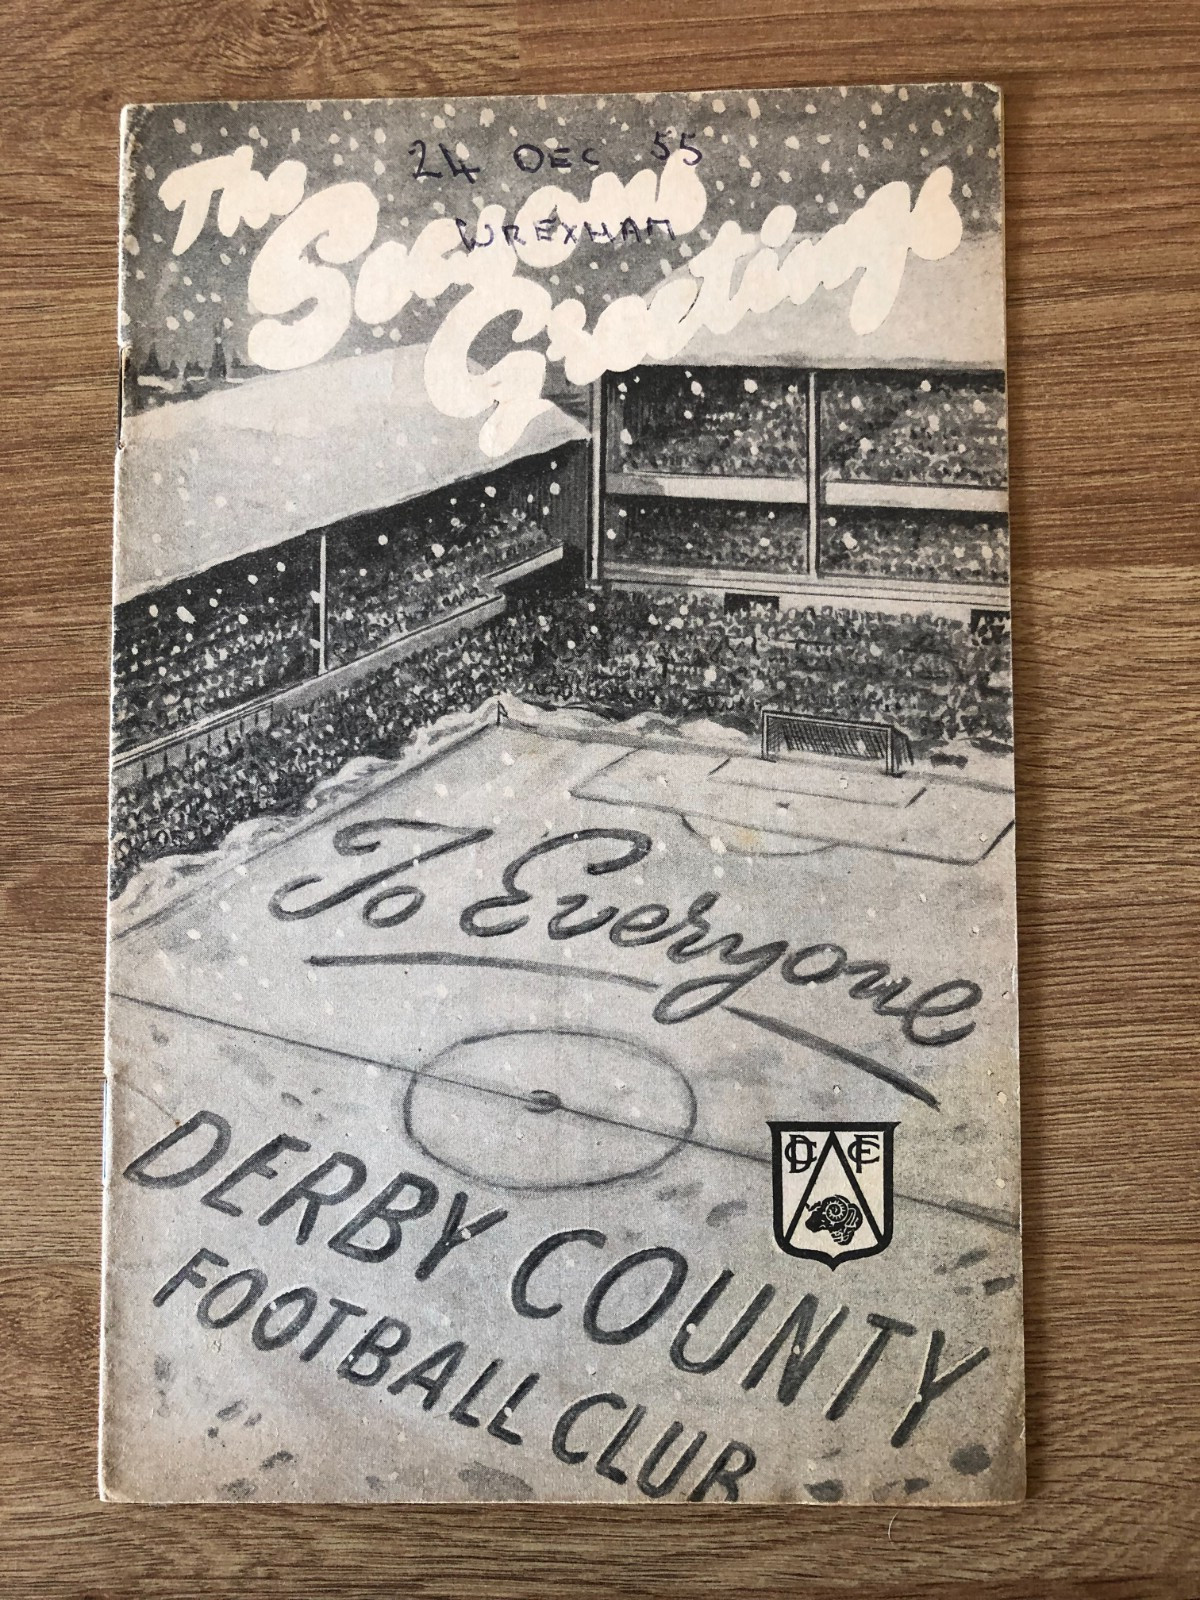 24 DEC 55
The
Seasons
WREXHAM
Greetings
To Everyone
DCFC
DERBY COUNTY
FOOTBALL CLUB